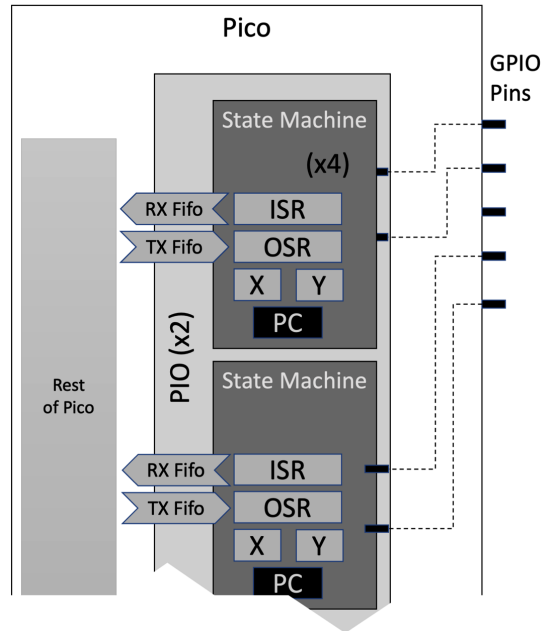 Pico
GPIO
Pins
State Machine
(x4)
RX Fifo
ISR
TX Fifo
OSR
X
Y
PC
PIO (x2)
Rest
of Pico
State Machine
RX Fifo
ISR
TX Fifo
OSR
X
Y
PC